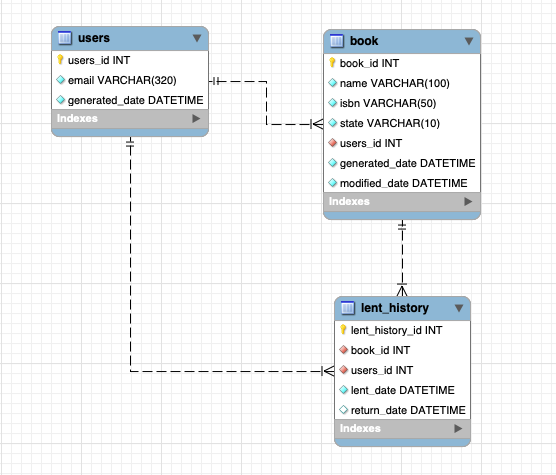 users
users_id INT
email VARCHAR(320)
generated_date DATETIME
Indexes
book
book_id INT
name VARCHAR(100)
isbn VARCHAR(50)
state VARCHAR(10)
users_id INT
generated_date DATETIME
modified_date DATETIME
Indexes
lent_history
lent_history_id INT
book_id INT
users_id INT
lent_date DATETIME
return_date DATETIME
Indexes